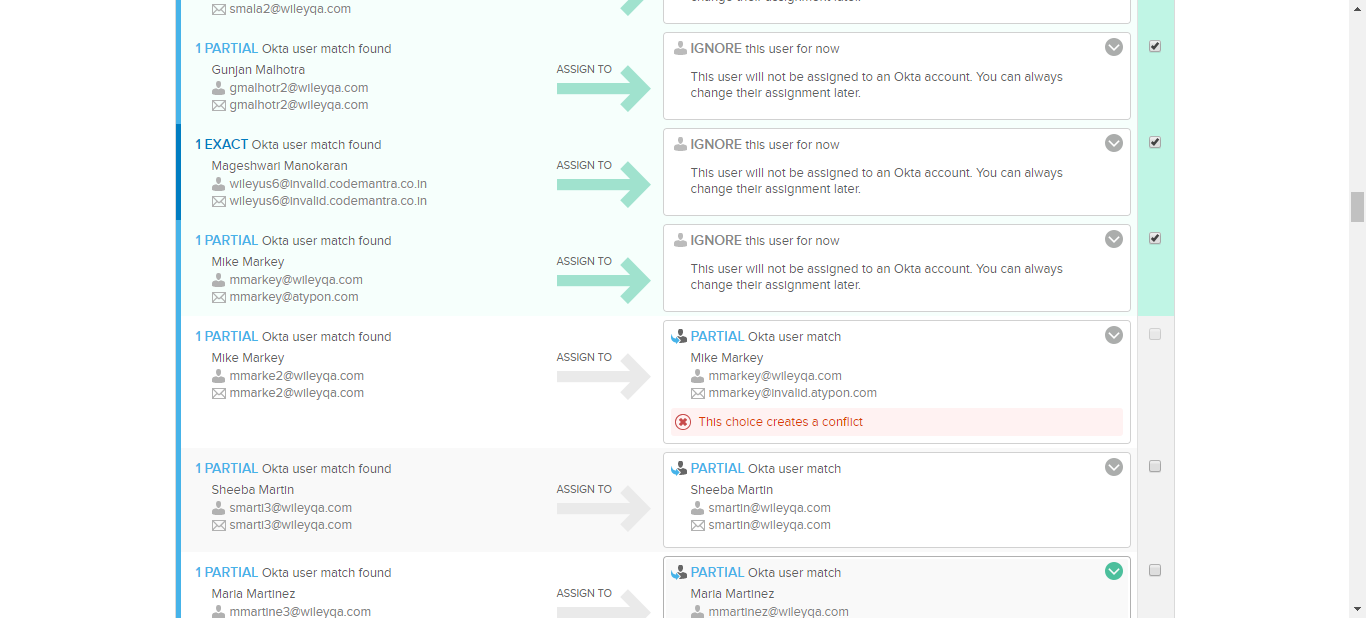 smala2@wileyqa.com
1 PARTIAL Okta user match found
Gunjan Malhotra
gmalhotr2@wileyqa.com
gmalhotr2@wileyqa.com
ASSIGN TO
IGNORE this user for now
This user will not be assigned to an Okta account. You can always
change their assignment later.
1 EXACT Okta user match found
Mageshwari Manokaran
wileyus6@invalid.codemantra.co.in
wileyus6@invalid.codemantra.co.in
ASSIGN TO
IGNORE this user for now
This user will not be assigned to an Okta account. You can always
change their assignment later.
1 PARTIAL Okta user match found
Mike Markey
mmarkey@wileyqa.com
mmarkey@atypon.com
ASSIGN TO
IGNORE this user for now
This user will not be assigned to an Okta account. You can always
change their assignment later.
1 PARTIAL Okta user match found
Mike Markey
mmarke2@wileyqa.com
mmarke2@wileyqa.com
ASSIGN TO
PARTIAL Okta user match
Mike Markey
mmarkey@wileyqa.com
mmarkey@invalid.atypon.com
This choice creates a conflict
1 PARTIAL Okta user match found
Sheeba Martin
smarti3@wileyqa.com
smarti3@wileyqa.com
ASSIGN TO
PARTIAL Okta user match
Sheeba Martin
smartin@wileyqa.com
smartin@wileyqa.com
1 PARTIAL Okta user match found
Maria Martinez
mmartine3@wileyqa.com
ASSIGN TO
PARTIAL Okta user match
Maria Martinez
mmartinez@wileyqa.com